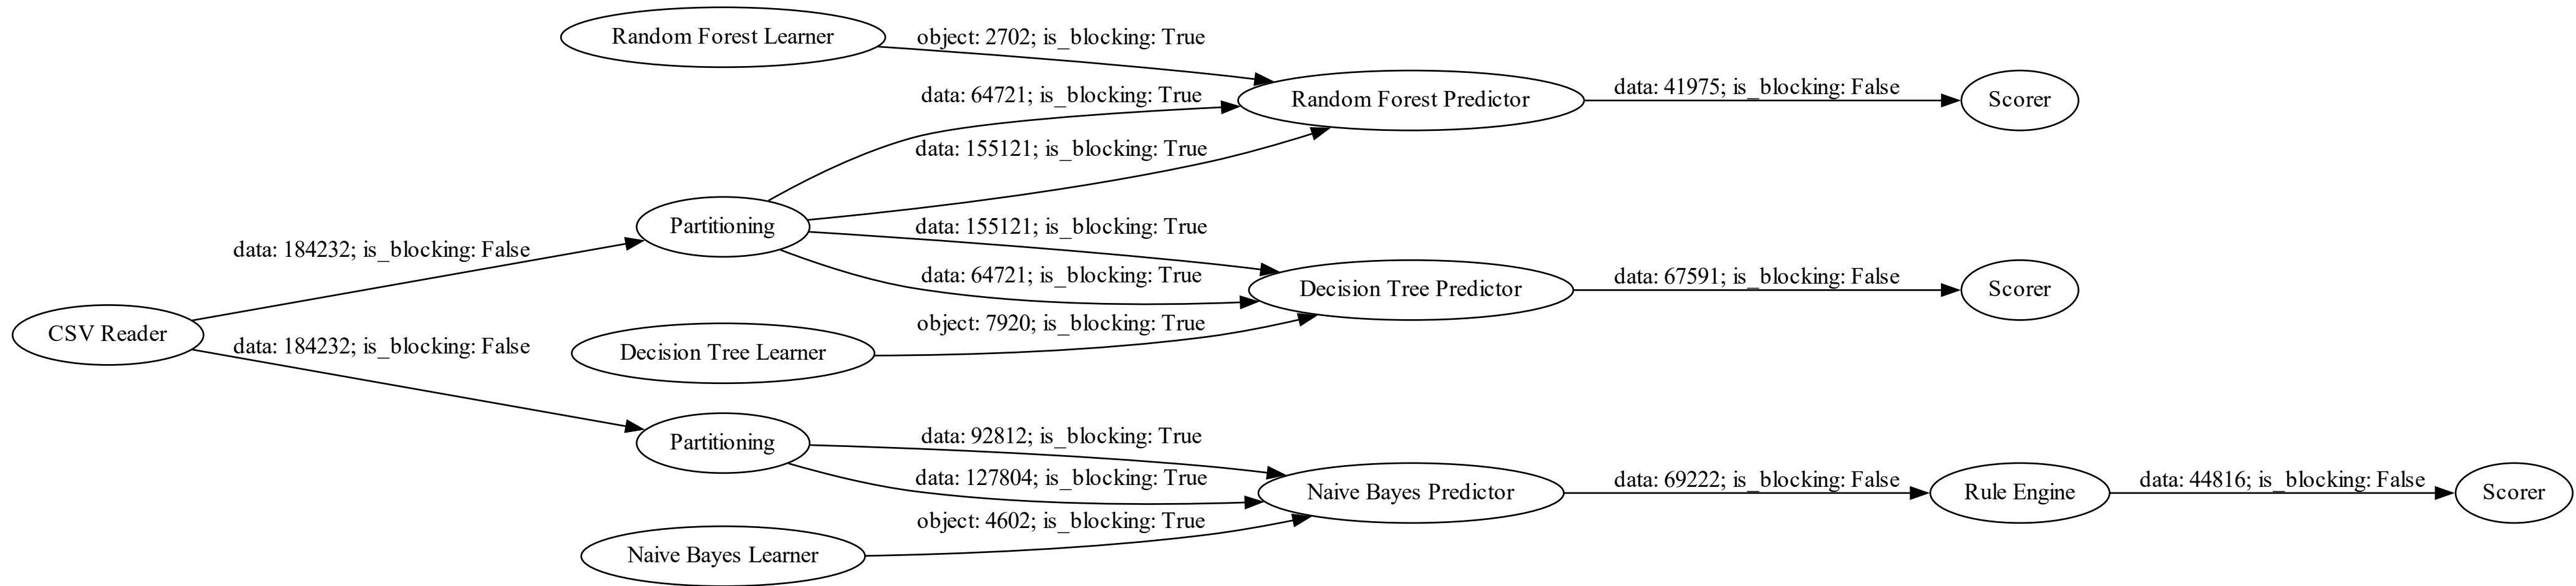 Random Forest Learner
object: 2702; is_blocking: True
data: 64721; is_blocking: True
Random Forest Predictor
data: 41975; is_blocking: False
Scorer
data: 155121; is_blocking: True
Partitioning
data: 155121; is_blocking: True
data: 184232; is_blocking: False
data: 64721; is_blocking: True
Decision Tree Predictor
data: 67591; is_blocking: False
Scorer
object: 7920; is_blocking: True
CSV Reader
data: 184232; is_blocking: False
Decision Tree Learner
Partitioning
data: 92812; is_blocking: True
data: 127804; is_blocking: True
Naive Bayes Predictor
data: 69222; is_blocking: False
Rule Engine
data: 44816; is_blocking: False
Scorer
object: 4602; is_blocking: True
Naive Bayes Learner